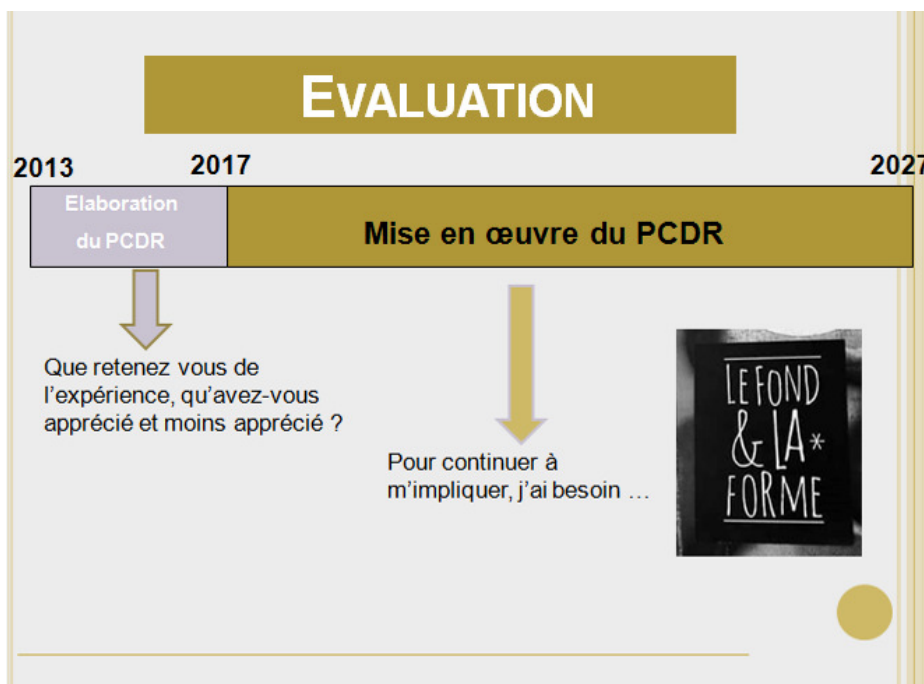 EVALUATION
2013
2017
2027
Elaboration
du PCDR
Mise en œuvre du PCDR
Que retenez vous de
l'expérience, qu'avez-vous
apprécié et moins apprécié ?
Pour continuer à
m'impliquer, j'ai besoin …
LE FOND
& LA*
FORME